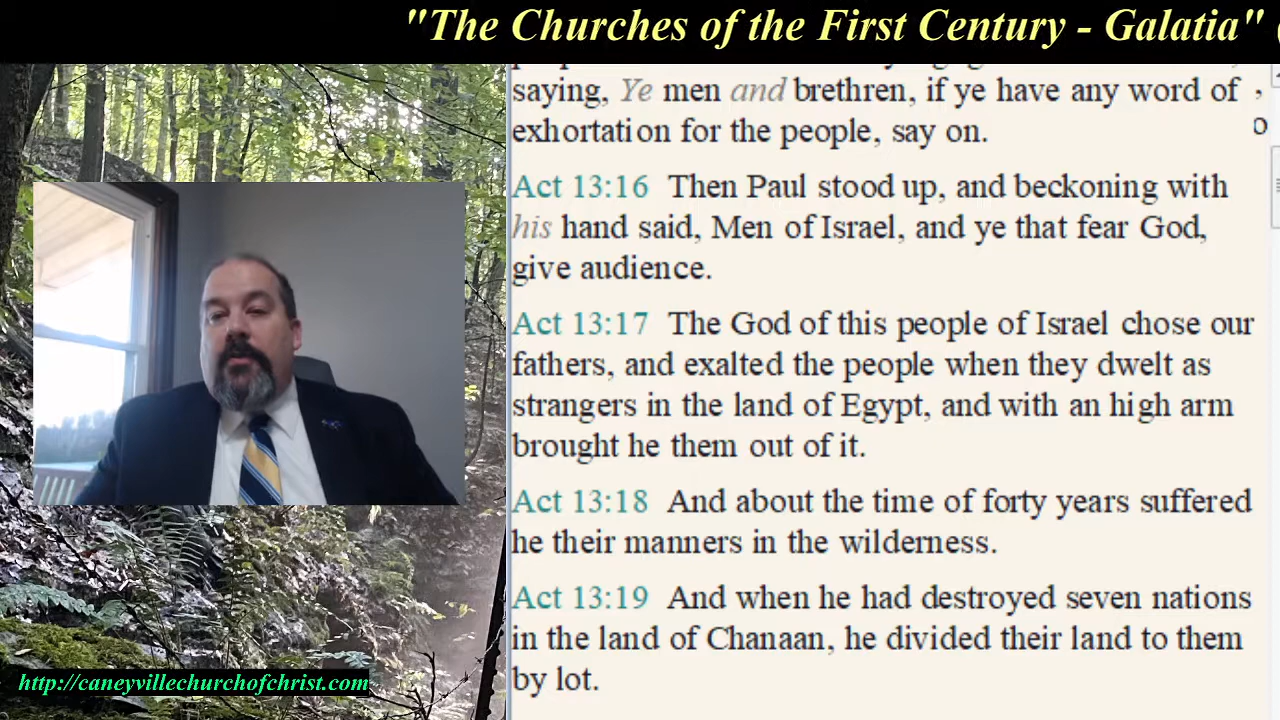 "The Churches of the First Century - Galatia" (
saying, Ye men and brethren, if ye have any word of
exhortation for the people, say on.
Act 13:16 Then Paul stood up, and beckoning with
his hand said, Men of Israel, and ye that fear God,
give audience.
Act 13:17 The God of this people of Israel chose our
fathers, and exalted the people when they dwelt as
strangers in the land of Egypt, and with an high arm
brought he them out of it.
Act 13:18 And about the time of forty years suffered
he their manners in the wilderness.
Act 13:19 And when he had destroyed seven nations
in the land of Chanaan, he divided their land to them
by lot.
http://caneyvillechurchofchrist.com